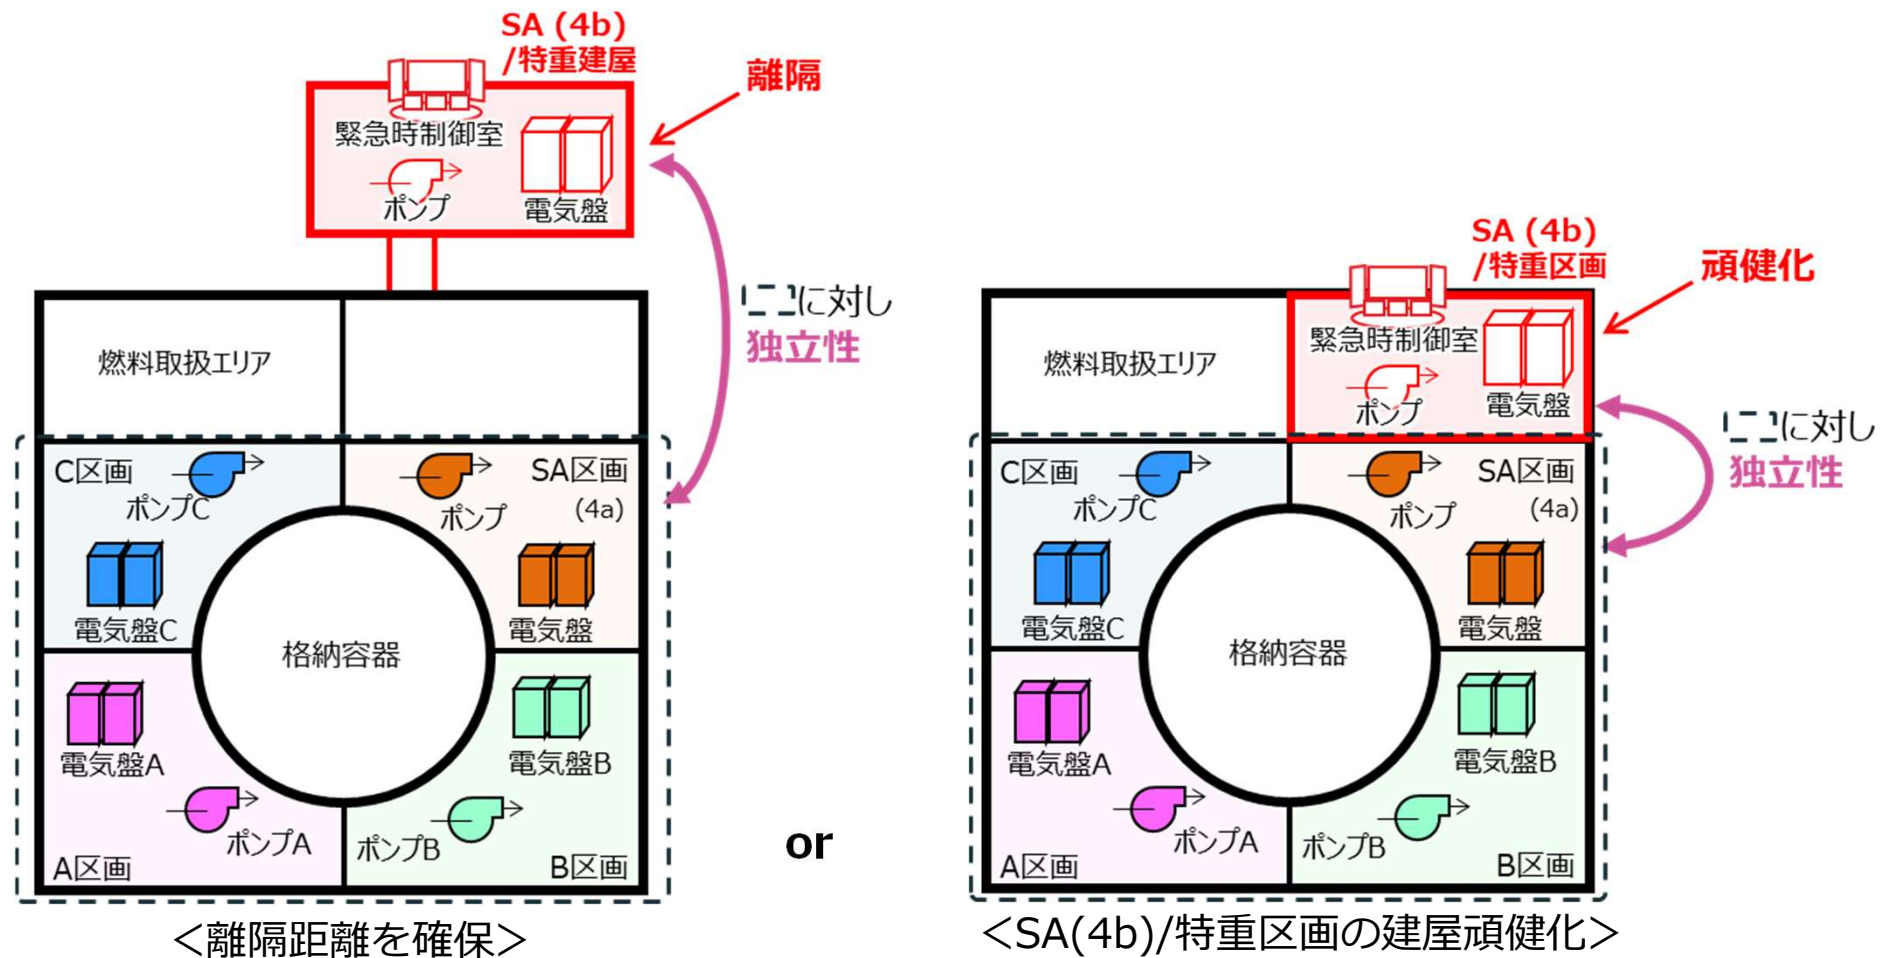 SA (4b)
/特重建屋
離隔
緊急時制御室
ポンプ
電気盤
に対し
独立性
燃料取扱エリア
C区画
ポンプC
電気盤C
SA区画
(4a)
ポンプ
電気盤
格納容器
電気盤A
ポンプA
A区画
電気盤B
ポンプB
B区画
＜離隔距離を確保＞
or
SA (4b)
/特重区画
頑健化
緊急時制御室
ポンプ
電気盤
に対し
独立性
燃料取扱エリア
C区画
ポンプC
電気盤C
SA区画
(4a)
ポンプ
電気盤
格納容器
電気盤A
ポンプA
A区画
電気盤B
ポンプB
B区画
＜SA(4b)/特重区画の建屋頑健化＞